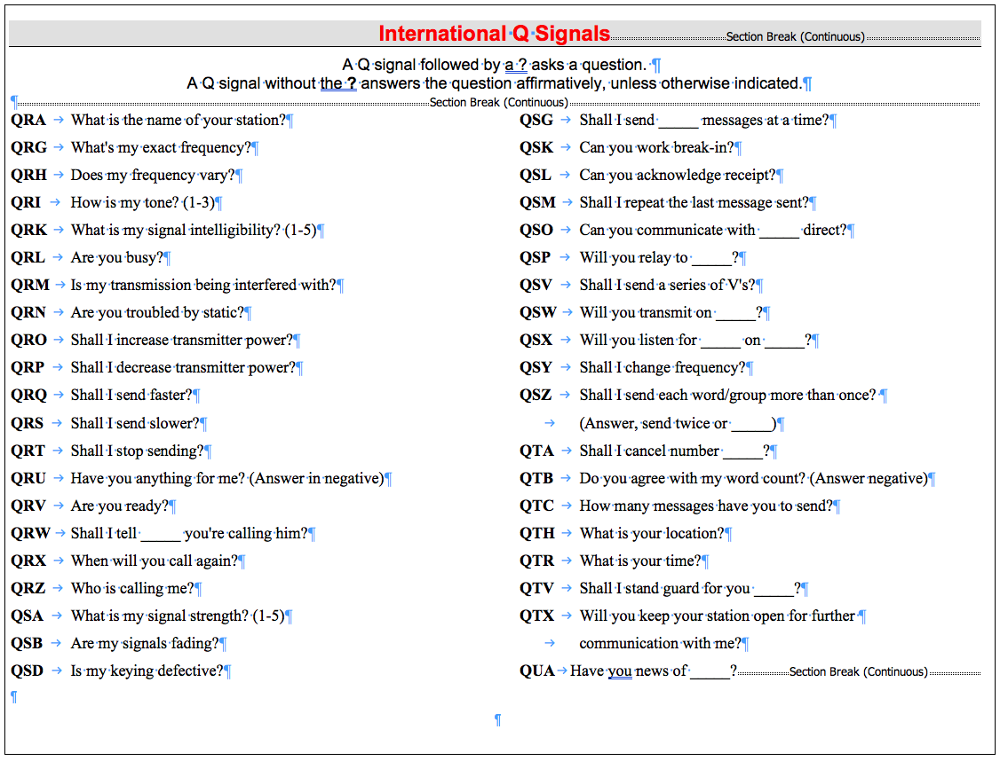 International Q Signals Section Break (Continuous)
A Q signal followed by a ? asks a question. ¶
A Q signal without the ? answers the question affirmatively, unless otherwise indicated.¶
¶ Section Break (Continuous)
QRA → What is the name of your station?¶
QRG → What's my exact frequency?¶
QRH → Does my frequency vary?¶
QRI → How is my tone? (1-3)¶
QRK → What is my signal intelligibility? (1-5)¶
QRL → Are you busy?¶
QRM → Is my transmission being interfered with?¶
QRN → Are you troubled by static?¶
QRO → Shall I increase transmitter power?¶
QRP → Shall I decrease transmitter power?¶
QRQ → Shall I send faster?¶
QRS → Shall I send slower?¶
QRT → Shall I stop sending?¶
QRU → Have you anything for me? (Answer in negative)¶
QRV → Are you ready?¶
QRW → Shall I tell _____ you're calling him?¶
QRX → When will you call again?¶
QRZ → Who is calling me?¶
QSA → What is my signal strength? (1-5)¶
QSB → Are my signals fading?¶
QSD → Is my keying defective?¶
¶
QSG → Shall I send _____ messages at a time?¶
QSK → Can you work break-in?¶
QSL → Can you acknowledge receipt?¶
QSM → Shall I repeat the last message sent?¶
QSO → Can you communicate with _____ direct?¶
QSP → Will you relay to _____?¶
QSV → Shall I send a series of V's?¶
QSW → Will you transmit on _____?¶
QSX → Will you listen for _____ on _____?¶
QSY → Shall I change frequency?¶
QSZ → Shall I send each word/group more than once? ¶
→ (Answer, send twice or _____)¶
QTA → Shall I cancel number _____?¶
QTB → Do you agree with my word count? (Answer negative)¶
QTC → How many messages have you to send?¶
QTH → What is your location?¶
QTR → What is your time?¶
QTV → Shall I stand guard for you _____?¶
QTX → Will you keep your station open for further ¶
→ communication with me?¶
QUA → Have you news of _____? Section Break (Continuous)
¶